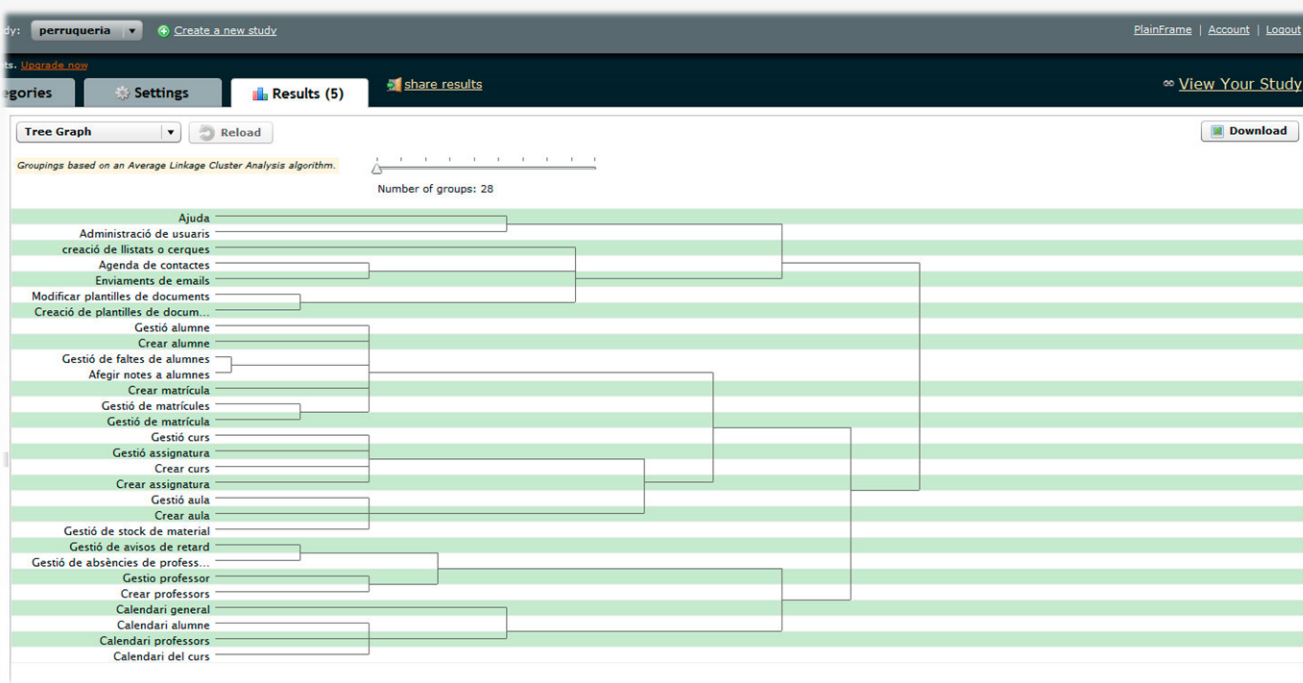 dy: perruqueria Create a new study PlainFrame | Account | Logout
ts. Upgrade now
egories Settings Results (5) share results View Your Study
Tree Graph Reload Download
Groupings based on an Average Linkage Cluster Analysis algorithm.
Number of groups: 28
Ajuda
Administració de usuaris
creació de llistats o cerques
Agenda de contactes
Enviaments de emails
Modificar plantilles de documents
Creació de plantilles de docum...
Gestió alumne
Crear alumne
Gestió de faltes de alumnes
Afegir notes a alumnes
Crear matrícula
Gestió de matrícules
Gestió de matrícula
Gestió curs
Gestió assignatura
Crear curs
Crear assignatura
Gestió aula
Crear aula
Gestió de stock de material
Gestió de avisos de retard
Gestió de absències de profess...
Gestio professor
Crear professors
Calendari general
Calendari alumne
Calendari professors
Calendari del curs